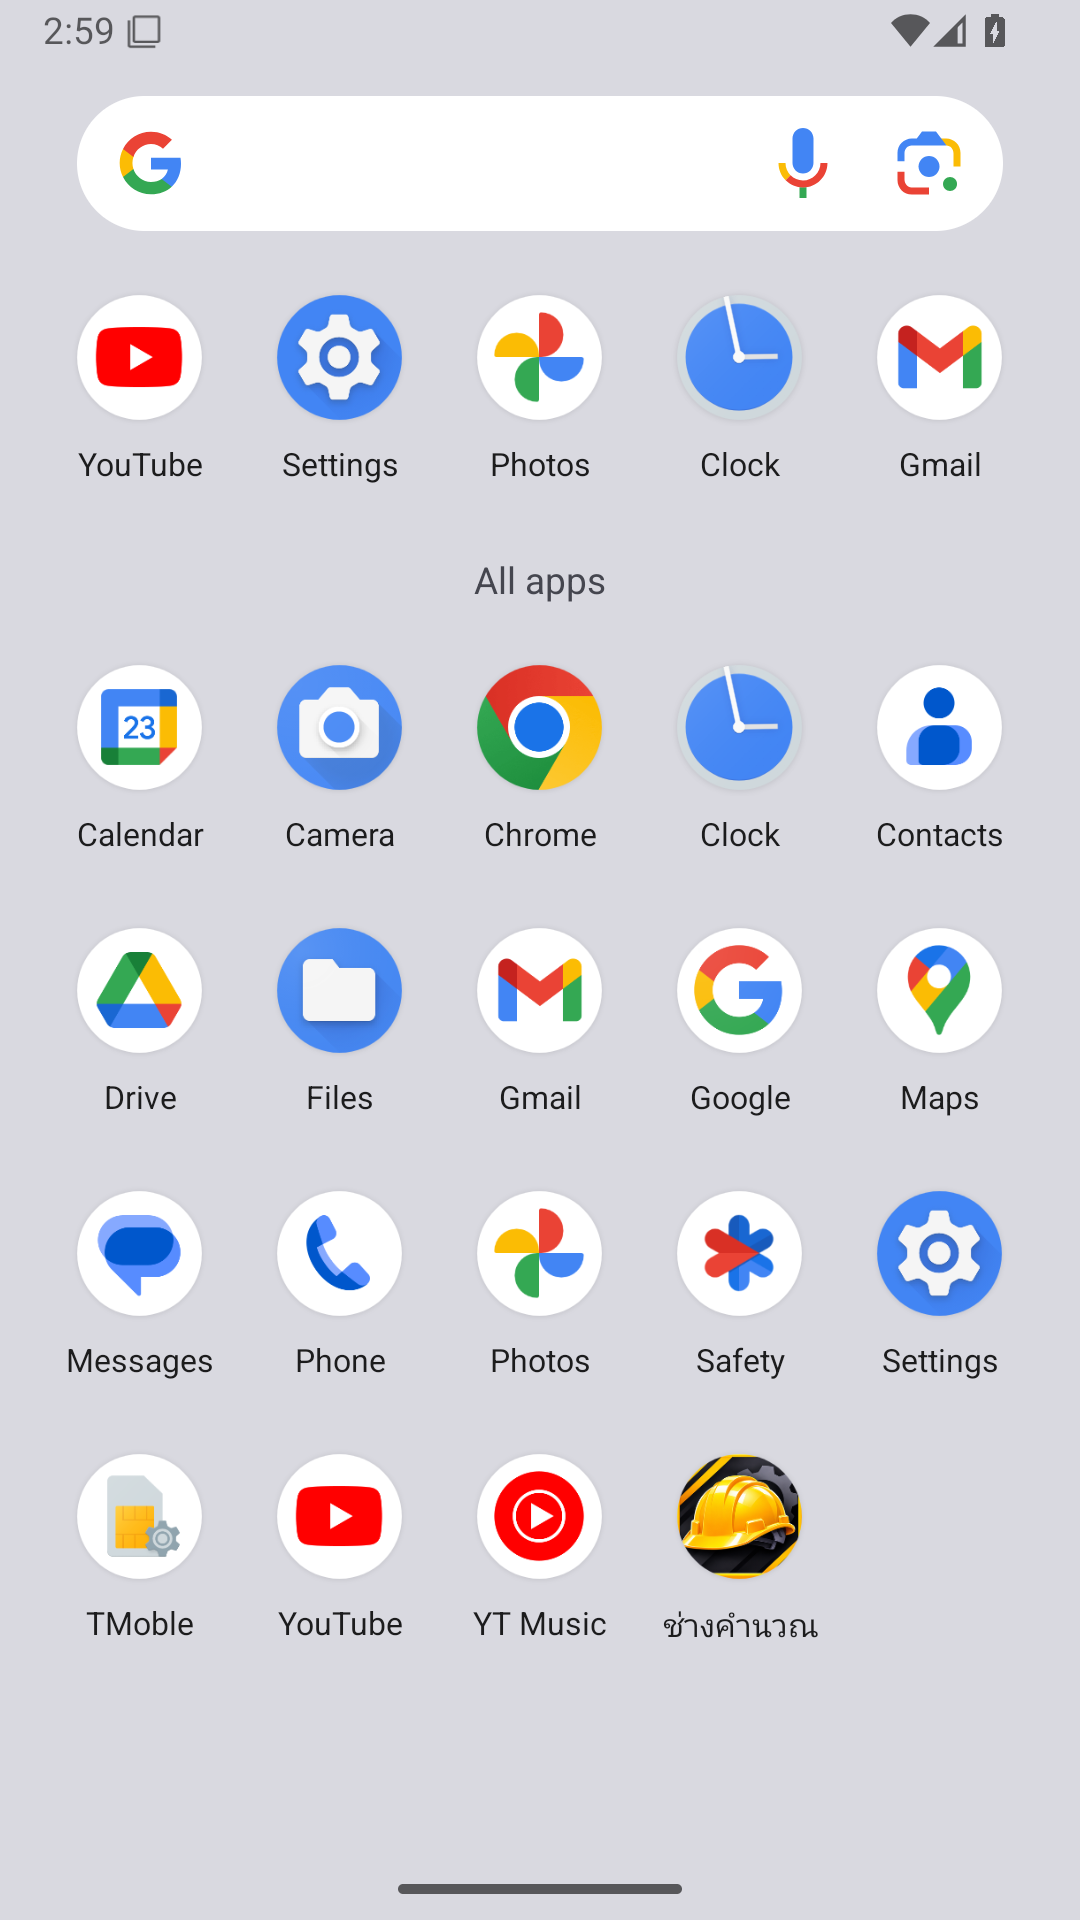 2:59
YouTube Settings Photos Clock Gmail
All apps
23
Calendar Camera Chrome Clock Contacts
Drive Files Gmail Google Maps
Messages Phone Photos Safety Settings
TMoble YouTube YT Music ช่างคำนวณ